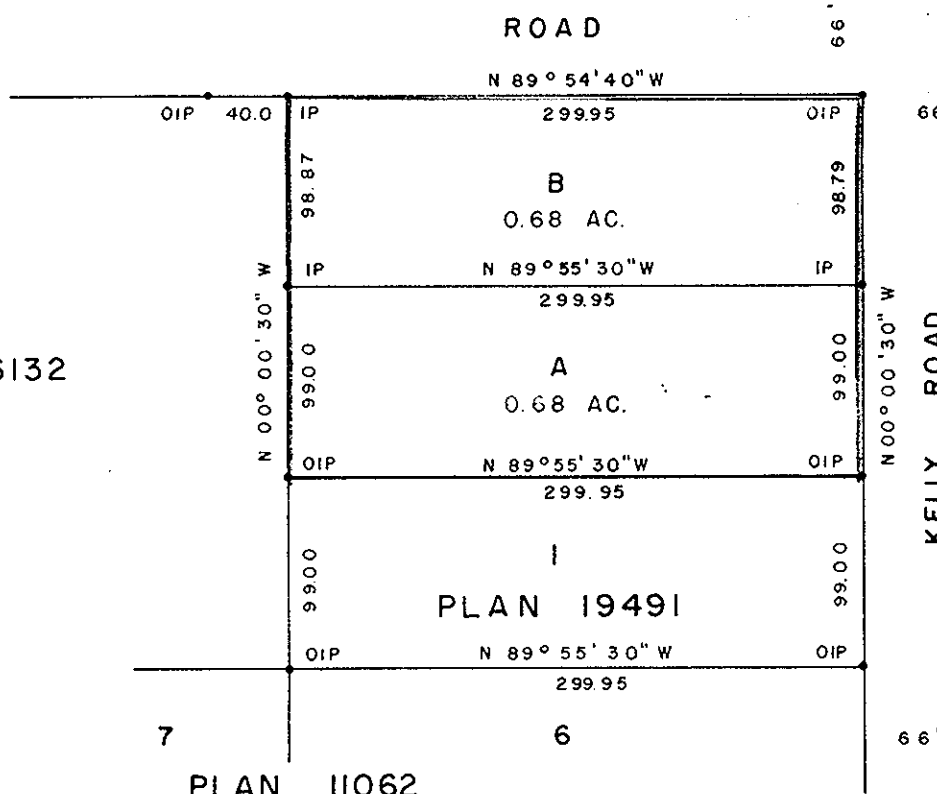 ROAD
66
N 89° 54' 40" W
OIP 40.0 IP 299.95 OIP 66
98.87 B 98.79
0.68 AC.
IP N 89° 55' 30" W IP
299.95
N 00° 00' 30" W
N 00° 00' 30" W
6132
99.00 A 99.00
0.68 AC.
KELLY ROAD
OIP N 89° 55' 30" W OIP
299.95
99.00 1 99.00
PLAN 19491
OIP N 89° 55' 30" W OIP
299.95
7 6 66'
PLAN 11062